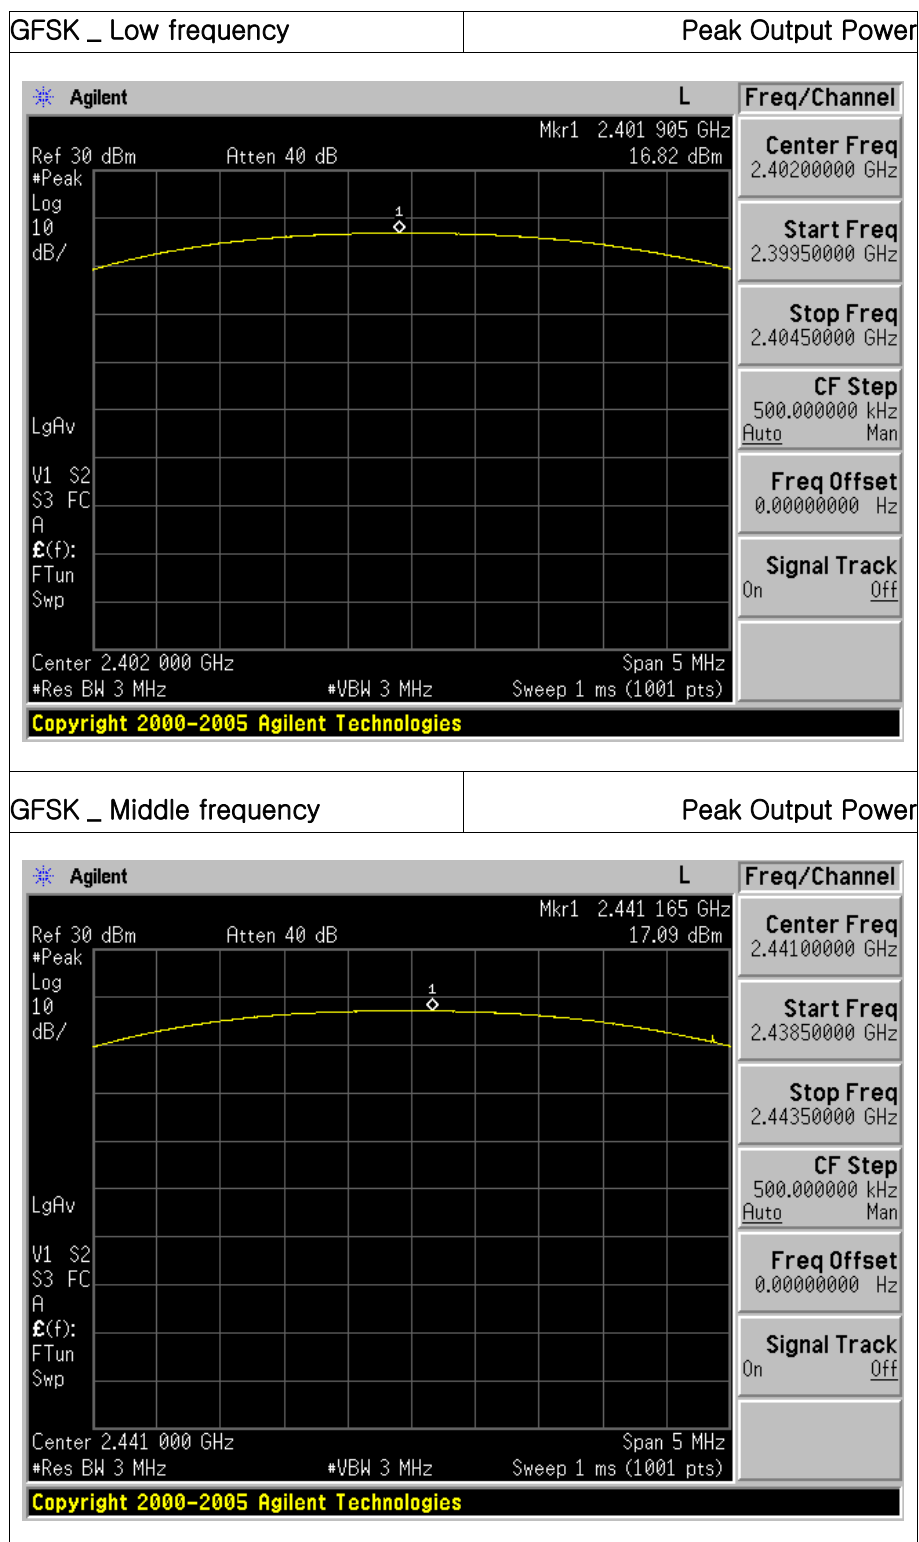 GFSK _ Low frequency Peak Output Power
Agilent L Freq/Channel
Mkr1 2.401 905 GHz
Ref 30 dBm Atten 40 dB 16.82 dBm
#Peak
Log
10
dB/
1
LgAv
V1 S2
S3 FC
A
£(f):
FTun
Swp
Center 2.402 000 GHz Span 5 MHz
#Res BW 3 MHz #VBW 3 MHz Sweep 1 ms (1001 pts)
Copyright 2000-2005 Agilent Technologies
Center Freq
2.40200000 GHz
Start Freq
2.39950000 GHz
Stop Freq
2.40450000 GHz
CF Step
500.000000 kHz
Auto Man
Freq Offset
0.00000000 Hz
Signal Track
On Off
GFSK _ Middle frequency Peak Output Power
Agilent L Freq/Channel
Mkr1 2.441 165 GHz
Ref 30 dBm Atten 40 dB 17.09 dBm
#Peak
Log
10
dB/
1
LgAv
V1 S2
S3 FC
A
£(f):
FTun
Swp
Center 2.441 000 GHz Span 5 MHz
#Res BW 3 MHz #VBW 3 MHz Sweep 1 ms (1001 pts)
Copyright 2000-2005 Agilent Technologies
Center Freq
2.44100000 GHz
Start Freq
2.43850000 GHz
Stop Freq
2.44350000 GHz
CF Step
500.000000 kHz
Auto Man
Freq Offset
0.00000000 Hz
Signal Track
On Off